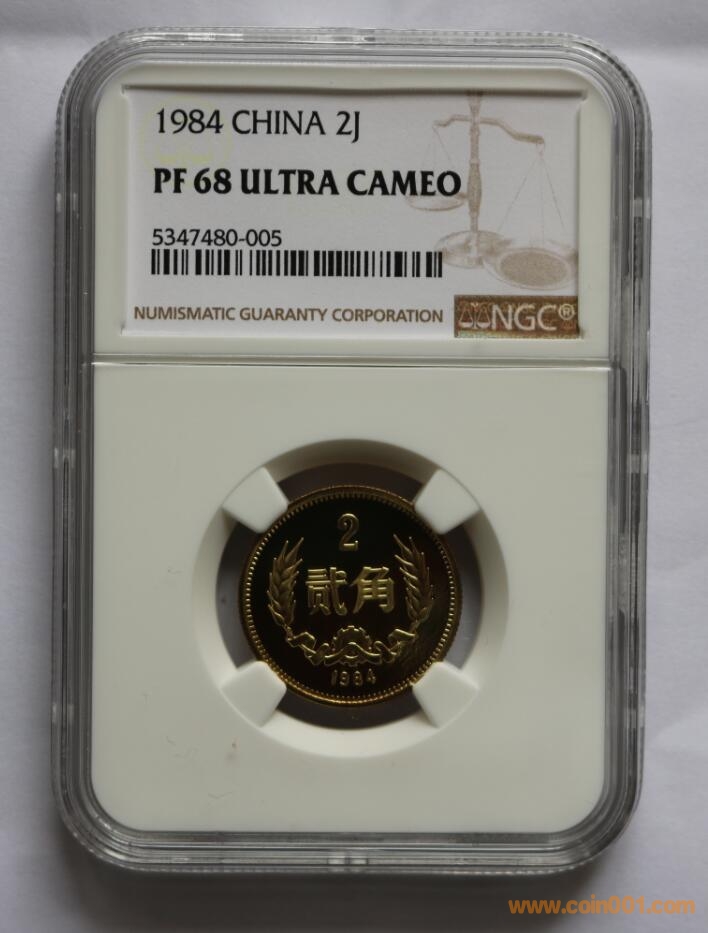 1984 CHINA 2J
PF 68 ULTRA CAMEO
5347480-005
NUMISMATIC GUARANTY CORPORATION
NGC®
2
贰角
1984
www.coin001.com